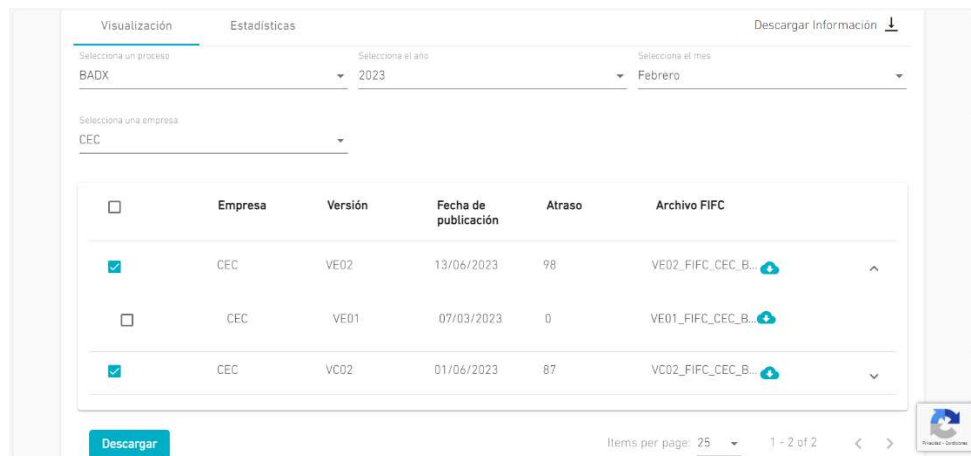 Visualización Estadísticas Descargar Información
Selecciona un proceso Selecciona el año Selecciona el mes
BADX 2023 Febrero
Selecciona una empresa
CEC
Empresa Versión Fecha de publicación Atraso Archivo FIFC
CEC VE02 13/06/2023 98 VE02_FIFC_CEC_B...
CEC VE01 07/03/2023 0 VE01_FIFC_CEC_B...
CEC VC02 01/06/2023 87 VC02_FIFC_CEC_B...
Descargar Items per page: 25 1 - 2 of 2